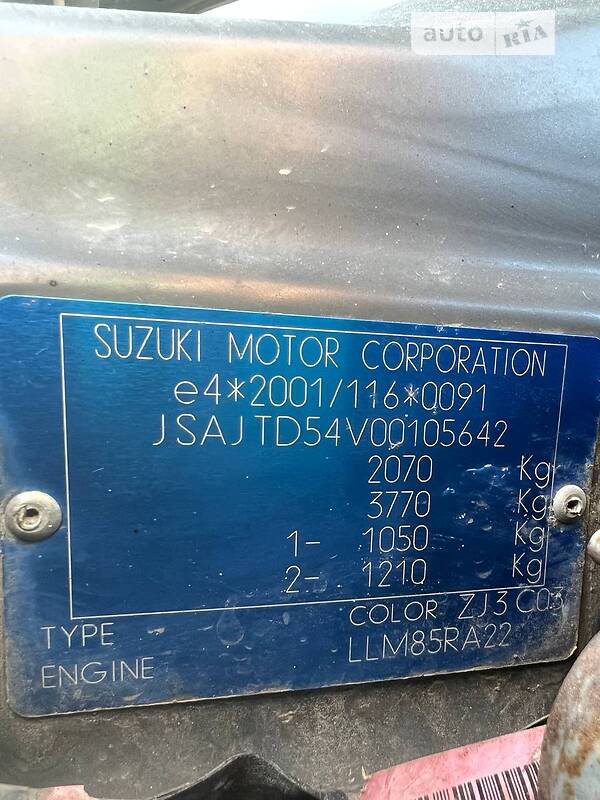 auto RIA
SUZUKI MOTOR CORPORATION
e4*2001/116*0091
JSAJTD54V00105642
2070 Kg
3770 Kg
1- 1050 Kg
2- 1210 Kg
COLOR ZJ3 C03
TYPE LLM85RA22
ENGINE